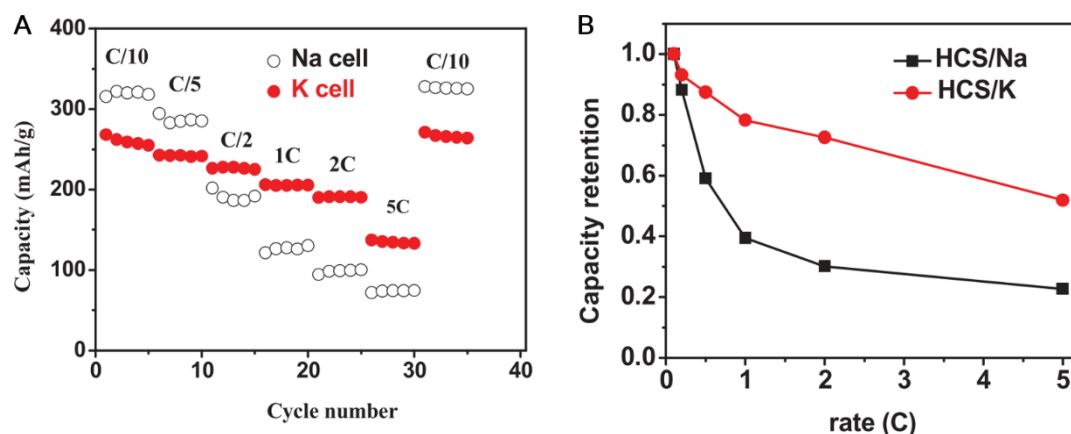 A
400
300
200
100
0
Capacity (mAh/g)
C/10
C/5
C/2
1C
2C
5C
C/10
Na cell
K cell
0 10 20 30 40
Cycle number
B
1.0
0.8
0.6
0.4
0.2
0.0
Capacity retention
HCS/Na
HCS/K
0 1 2 3 4 5
rate (C)